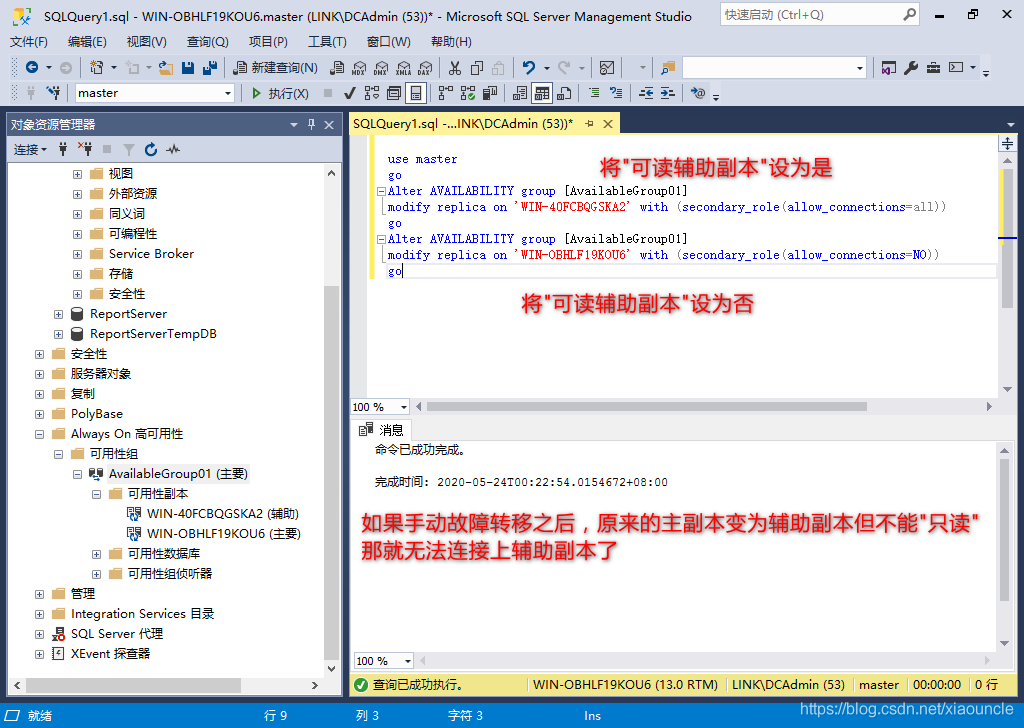 SQLQuery1.sql - WIN-OBHLF19KOU6.master (LINK\DCAdmin (53))* - Microsoft SQL Server Management Studio
快速启动 (Ctrl+Q)
文件(F) 编辑(E) 视图(V) 查询(Q) 项目(P) 工具(T) 窗口(W) 帮助(H)
新建查询(N) MDX DMX XMLA DAX
master 执行(X)
对象资源管理器
连接
视图
外部资源
同义词
可编程性
Service Broker
存储
安全性
ReportServer
ReportServerTempDB
安全性
服务器对象
复制
PolyBase
Always On 高可用性
可用性组
AvailableGroup01 (主要)
可用性副本
WIN-40FCBQGSKA2 (辅助)
WIN-OBHLF19KOU6 (主要)
可用性数据库
可用性组侦听器
管理
Integration Services 目录
SQL Server 代理
XEvent 探查器
SQLQuery1.sql -...INK\DCAdmin (53))*
use master
go
将"可读辅助副本"设为是
Alter AVAILABILITY group [AvailableGroup01]
modify replica on 'WIN-40FCBQGSKA2' with (secondary_role(allow_connections=all))
go
Alter AVAILABILITY group [AvailableGroup01]
modify replica on 'WIN-OBHLF19KOU6' with (secondary_role(allow_connections=NO))
go
将"可读辅助副本"设为否
100 %
消息
命令已成功完成。
完成时间: 2020-05-24T00:22:54.0154672+08:00
如果手动故障转移之后，原来的主副本变为辅助副本但不能"只读"
那就无法连接上辅助副本了
100 %
查询已成功执行。 WIN-OBHLF19KOU6 (13.0 RTM) LINK\DCAdmin (53) master 00:00:00 0 行
就绪 行 9 列 3 字符 3 Ins
https://blog.csdn.net/xiaouncle